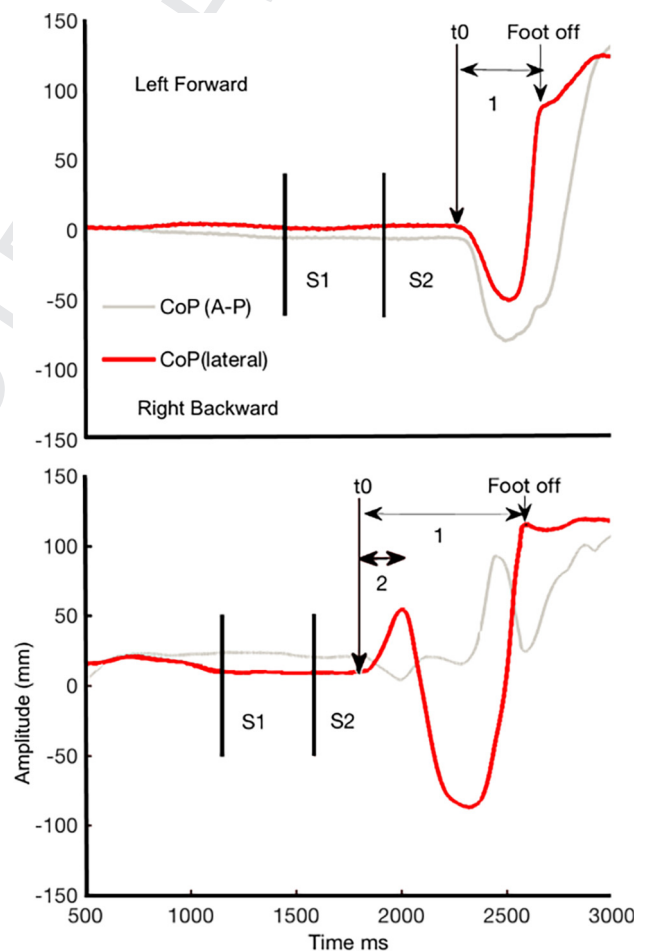 150
t0 Foot off
100
Left Forward
1
50
0
S1 S2
-50
CoP (A-P)
-100
CoP(lateral)
Right Backward
-150
150
t0 Foot off
100
1
2
50
0
S1 S2
-50
-100
-150
Amplitude (mm)
500 1000 1500 2000 2500 3000
Time ms